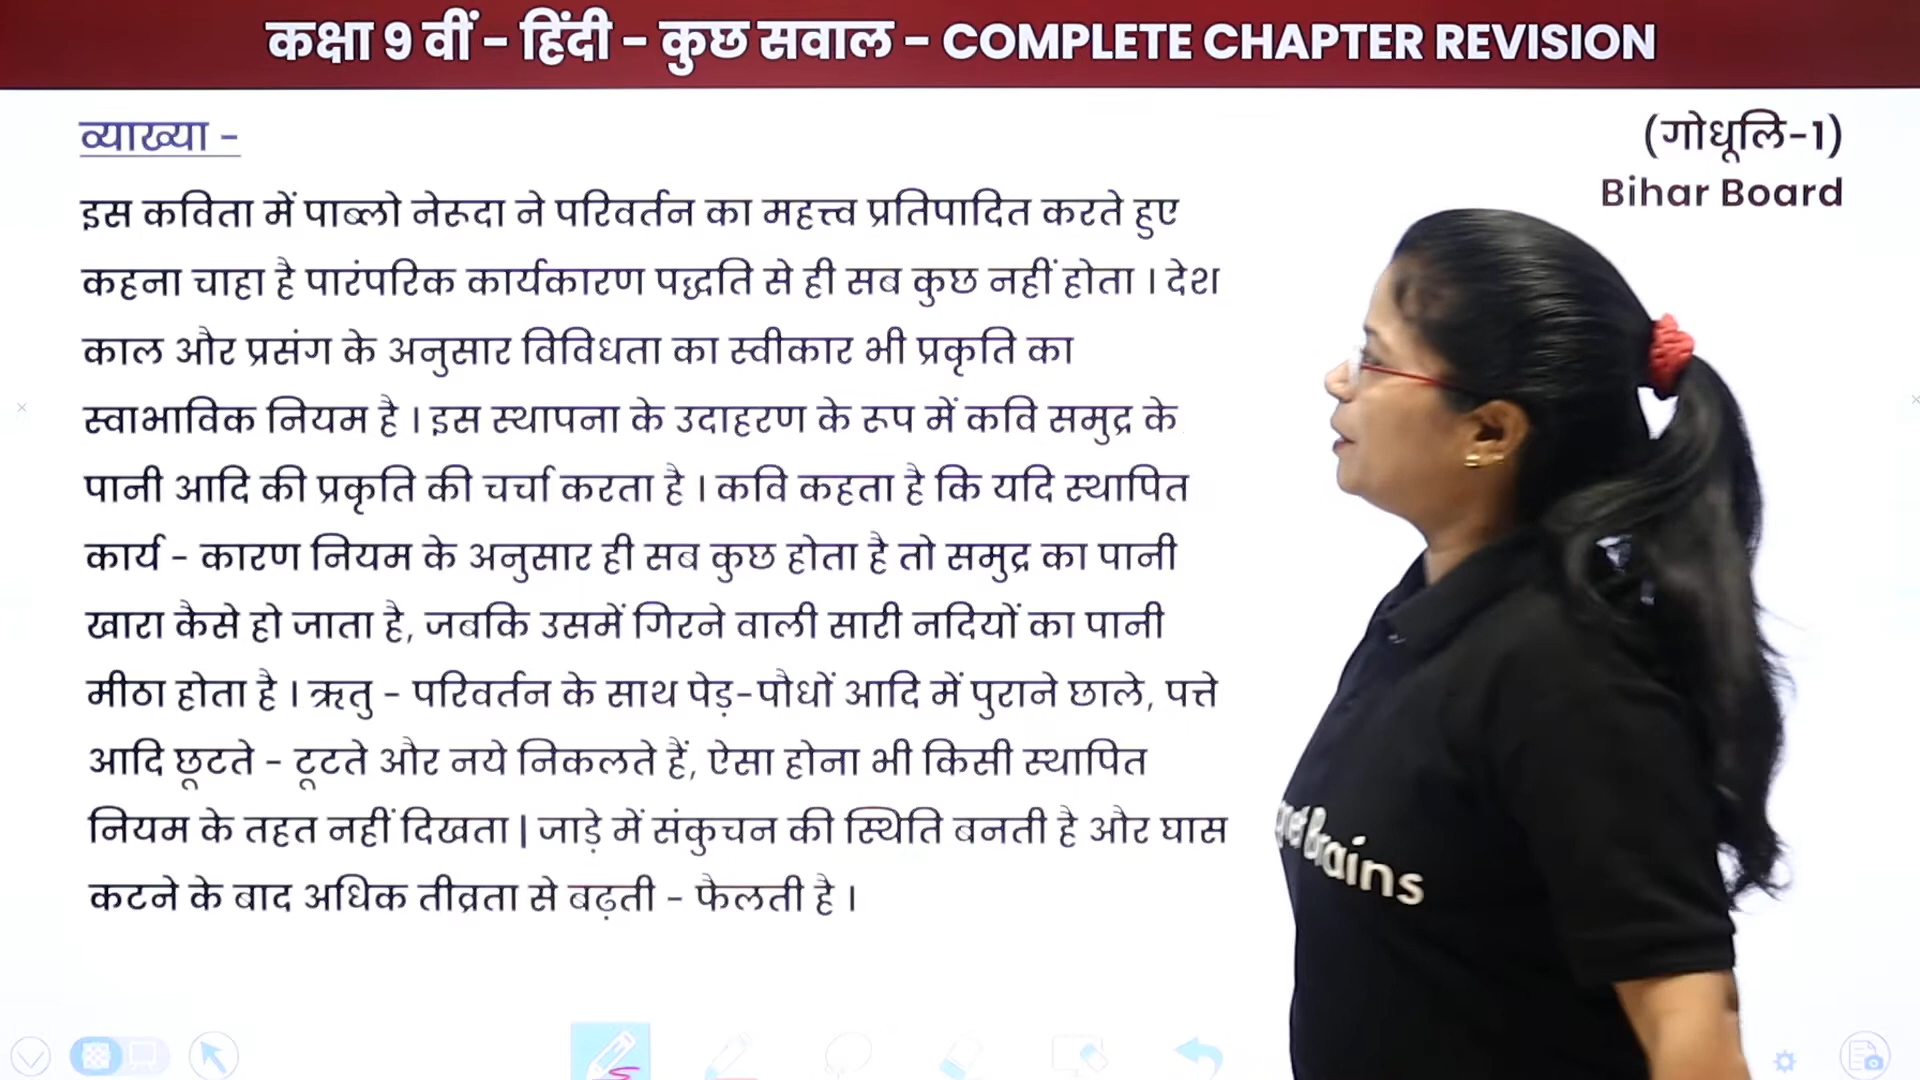 कक्षा 9 वीं - हिंदी - कुछ सवाल - COMPLETE CHAPTER REVISION
व्याख्या -
(गोधूलि-1)
Bihar Board
इस कविता में पाब्लो नेरूदा ने परिवर्तन का महत्त्व प्रतिपादित करते हुए
कहना चाहा है पारंपरिक कार्यकारण पद्धति से ही सब कुछ नहीं होता । देश
काल और प्रसंग के अनुसार विविधता का स्वीकार भी प्रकृति का
स्वाभाविक नियम है । इस स्थापना के उदाहरण के रूप में कवि समुद्र के
पानी आदि की प्रकृति की चर्चा करता है । कवि कहता है कि यदि स्थापित
कार्य - कारण नियम के अनुसार ही सब कुछ होता है तो समुद्र का पानी
खारा कैसे हो जाता है, जबकि उसमें गिरने वाली सारी नदियों का पानी
मीठा होता है । ऋतु - परिवर्तन के साथ पेड़-पौधों आदि में पुराने छाले, पत्ते
आदि छूटते - टूटते और नये निकलते हैं, ऐसा होना भी किसी स्थापित
नियम के तहत नहीं दिखता | जाड़े में संकुचन की स्थिति बनती है और घास
कटने के बाद अधिक तीव्रता से बढ़ती - फैलती है ।
Brains